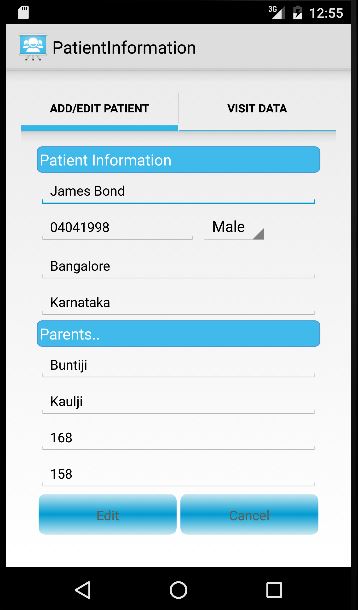 3G 12:55
PatientInformation
ADD/EDIT PATIENT VISIT DATA
Patient Information
James Bond
04041998 Male
Bangalore
Karnataka
Parents..
Buntiji
Kaulji
168
158
Edit Cancel